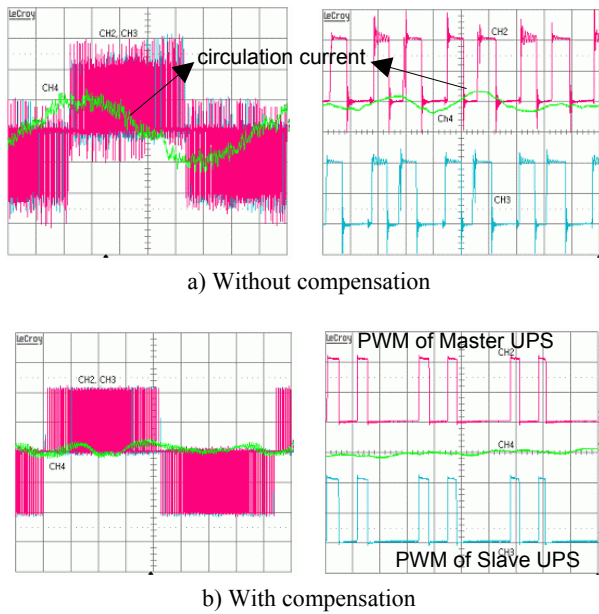 LeCroy
CH2, CH3
circulation current
CH4
LeCroy
CH2
Ch4
CH3
a) Without compensation
LeCroy
CH2, CH3
CH4
LeCroy
PWM of Master UPS
CH2
CH4
PWM of Slave UPS
CH3
b) With compensation